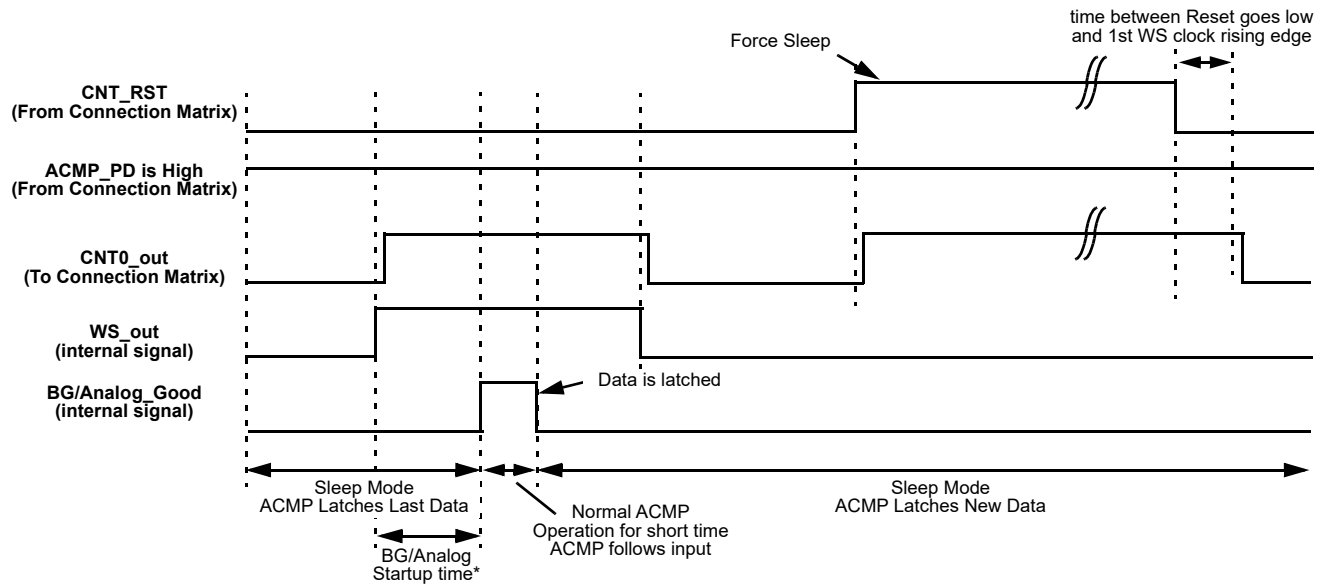 time between Reset goes low
and 1st WS clock rising edge
Force Sleep
CNT_RST
(From Connection Matrix)
ACMP_PD is High
(From Connection Matrix)
CNT0_out
(To Connection Matrix)
WS_out
(internal signal)
BG/Analog_Good
(internal signal)
Data is latched
Sleep Mode
ACMP Latches Last Data
Normal ACMP
Operation for short time
ACMP follows input
Sleep Mode
ACMP Latches New Data
BG/Analog
Startup time*